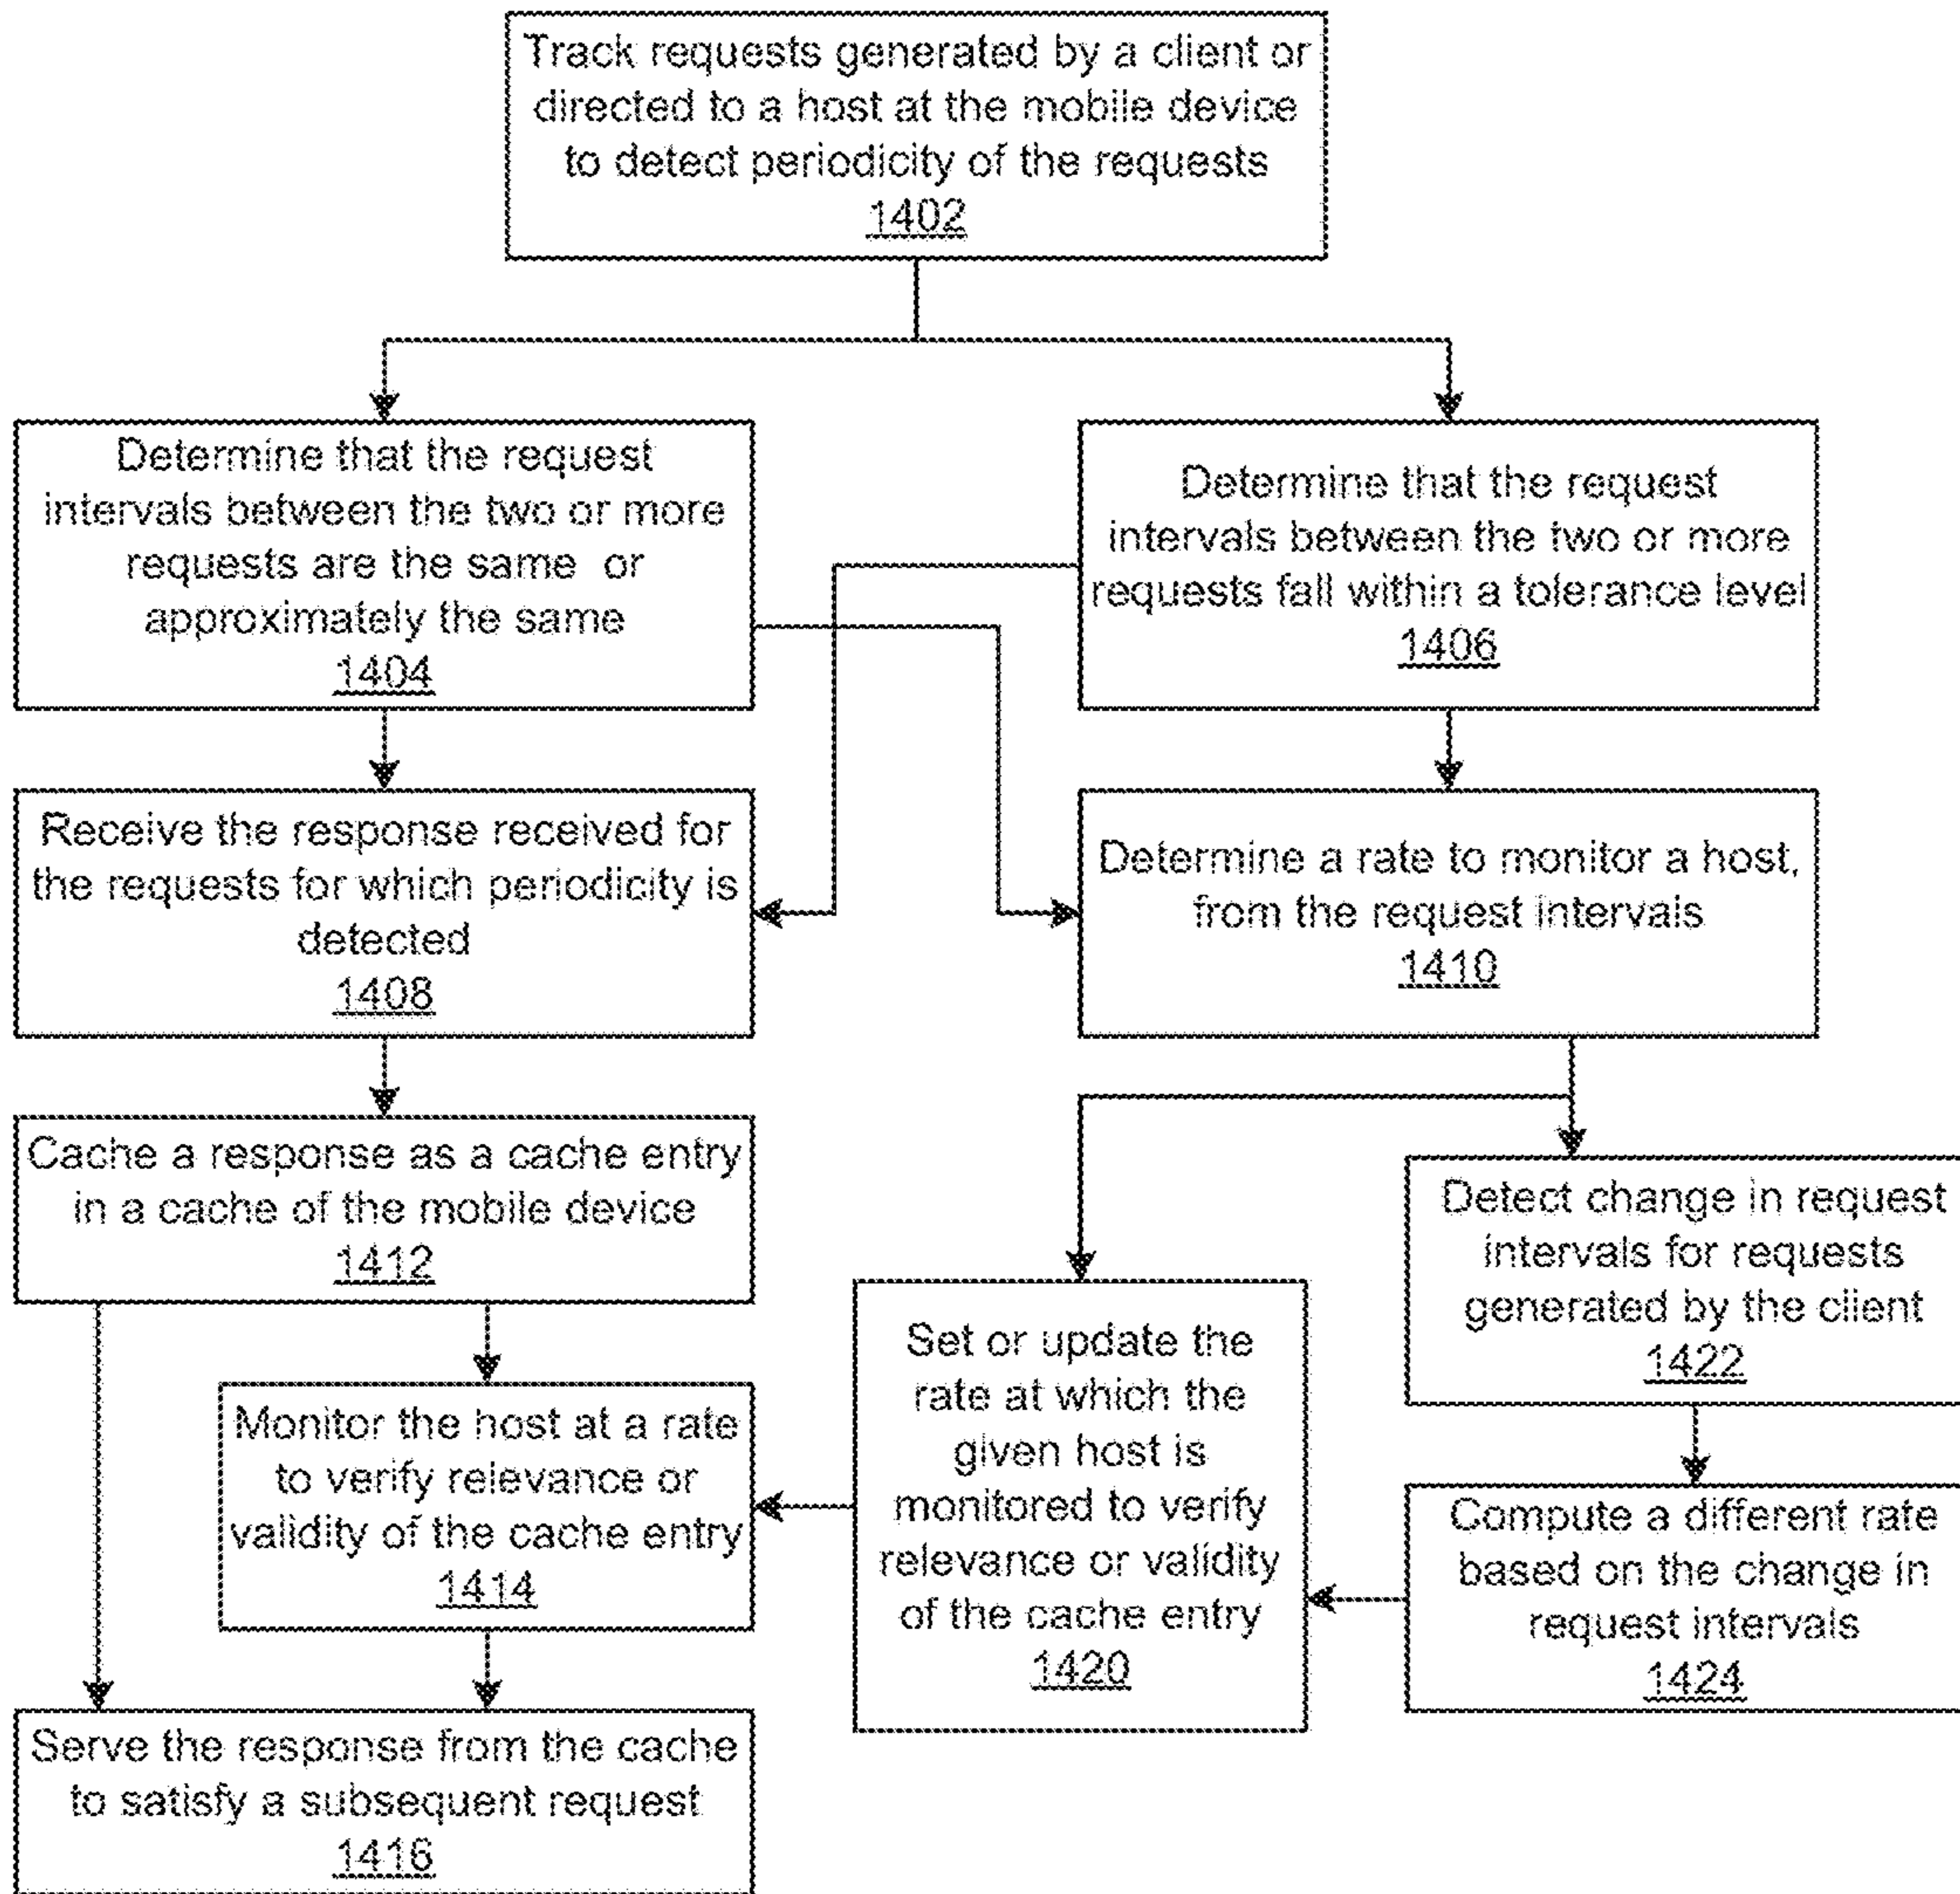 Track requests generated by a client or
directed to a host at the mobile device
to detect periodicity of the requests
1402
Determine that the request
intervals between the two or more
requests are the same or
approximately the same
1404
Determine that the request
intervals between the two or more
requests fall within a tolerance level
1406
Receive the response received for
the requests for which periodicity is
detected
1408
Determine a rate to monitor a host,
from the request intervals
1410
Cache a response as a cache entry
in a cache of the mobile device
1412
Detect change in request
intervals for requests
generated by the client
1422
Set or update the
rate at which the
given host is
monitored to verify
relevance or validity
of the cache entry
1420
Monitor the host at a rate
to verify relevance or
validity of the cache entry
1414
Compute a different rate
based on the change in
request intervals
1424
Serve the response from the cache
to satisfy a subsequent request
1416